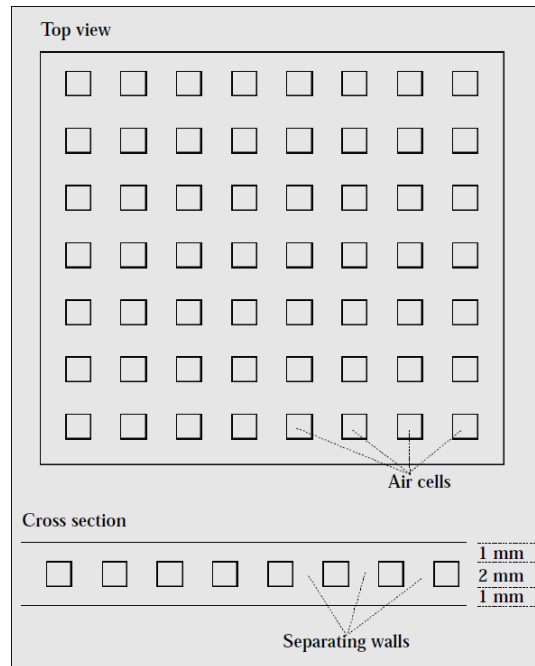 Top view
Air cells
Cross section
1 mm
2 mm
1 mm
Separating walls